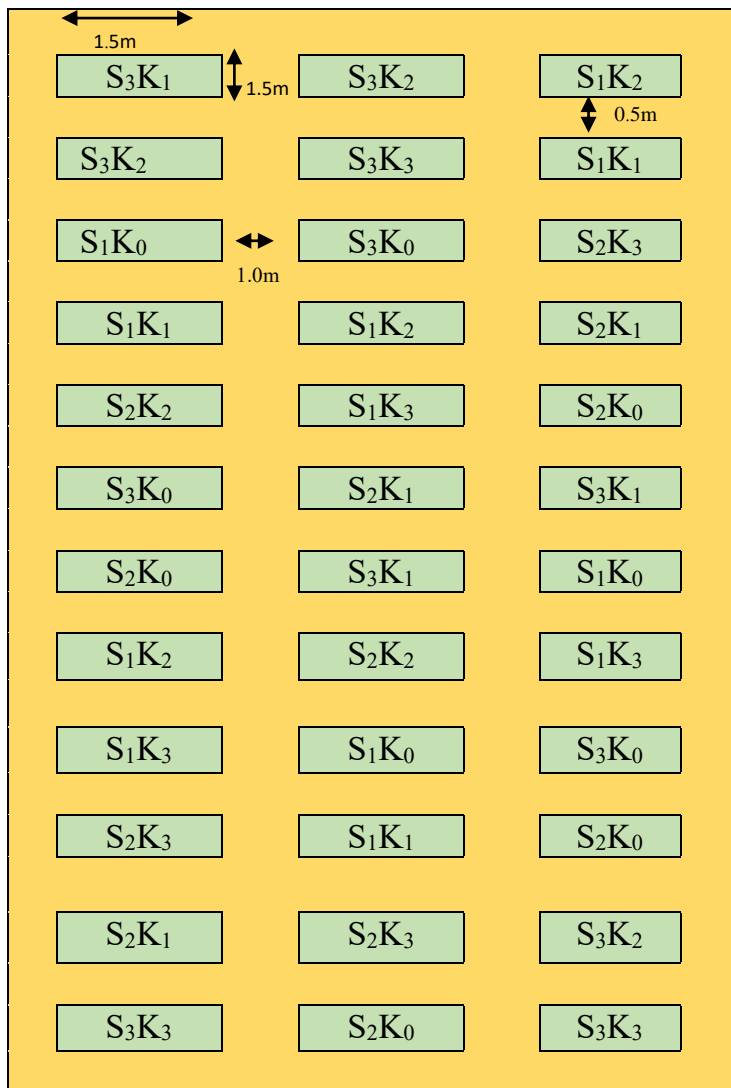 1.5m
S₃K₁ S₃K₂ S₁K₂
1.5m 0.5m
S₃K₂ S₃K₃ S₁K₁
S₁K₀ S₃K₀ S₂K₃
1.0m
S₁K₁ S₁K₂ S₂K₁
S₂K₂ S₁K₃ S₂K₀
S₃K₀ S₂K₁ S₃K₁
S₂K₀ S₃K₁ S₁K₀
S₁K₂ S₂K₂ S₁K₃
S₁K₃ S₁K₀ S₃K₀
S₂K₃ S₁K₁ S₂K₀
S₂K₁ S₂K₃ S₃K₂
S₃K₃ S₂K₀ S₃K₃